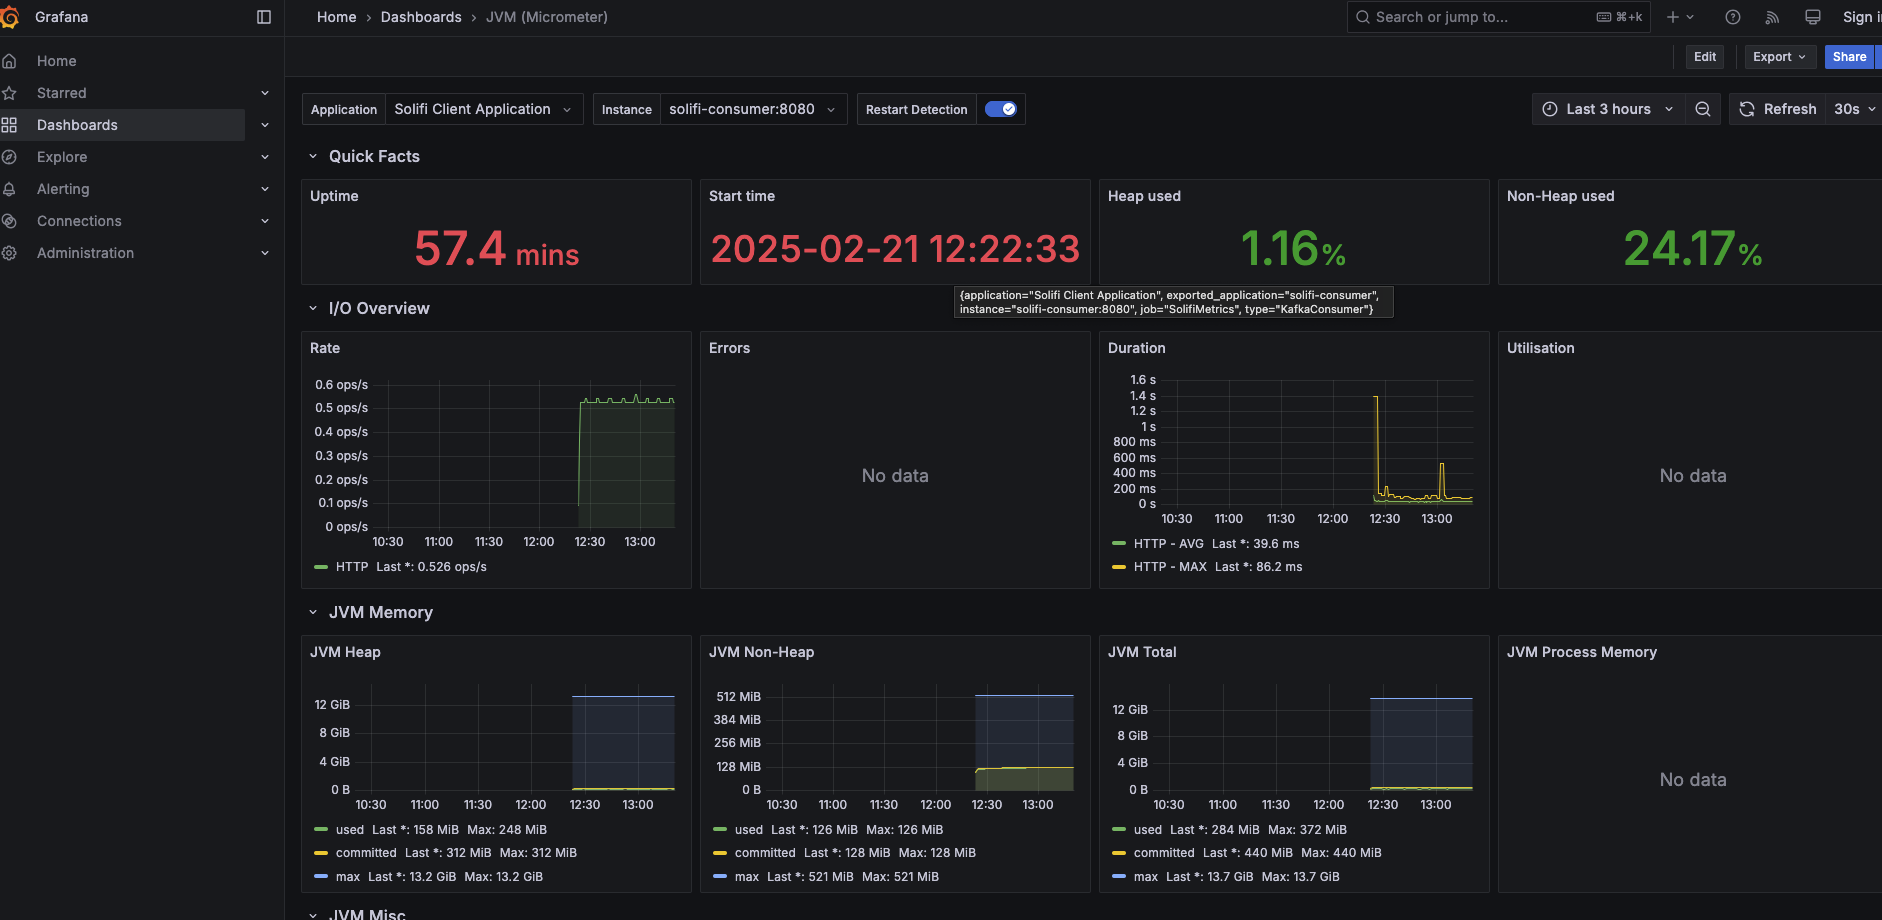 Grafana
Home › Dashboards › JVM (Micrometer)
Search or jump to...
⌘+k
Sign i
Home
Starred
Dashboards
Explore
Alerting
Connections
Administration
Edit
Export
Share
Application
Solifi Client Application
Instance
solifi-consumer:8080
Restart Detection
Last 3 hours
Refresh
30s
Quick Facts
Uptime
57.4 mins
Start time
2025-02-21 12:22:33
Heap used
1.16%
Non-Heap used
24.17%
{application="Solifi Client Application", exported_application="solifi-consumer",
instance="solifi-consumer:8080", job="SolifiMetrics", type="KafkaConsumer"}
I/O Overview
Rate
0.6 ops/s
0.5 ops/s
0.4 ops/s
0.3 ops/s
0.2 ops/s
0.1 ops/s
0 ops/s
10:30 11:00 11:30 12:00 12:30 13:00
HTTP Last *: 0.526 ops/s
Errors
No data
Duration
1.6 s
1.4 s
1.2 s
1 s
800 ms
600 ms
400 ms
200 ms
0 s
10:30 11:00 11:30 12:00 12:30 13:00
HTTP - AVG Last *: 39.6 ms
HTTP - MAX Last *: 86.2 ms
Utilisation
No data
JVM Memory
JVM Heap
12 GiB
8 GiB
4 GiB
0 B
10:30 11:00 11:30 12:00 12:30 13:00
used Last *: 158 MiB Max: 248 MiB
committed Last *: 312 MiB Max: 312 MiB
max Last *: 13.2 GiB Max: 13.2 GiB
JVM Non-Heap
512 MiB
384 MiB
256 MiB
128 MiB
0 B
10:30 11:00 11:30 12:00 12:30 13:00
used Last *: 126 MiB Max: 126 MiB
committed Last *: 128 MiB Max: 128 MiB
max Last *: 521 MiB Max: 521 MiB
JVM Total
12 GiB
8 GiB
4 GiB
0 B
10:30 11:00 11:30 12:00 12:30 13:00
used Last *: 284 MiB Max: 372 MiB
committed Last *: 440 MiB Max: 440 MiB
max Last *: 13.7 GiB Max: 13.7 GiB
JVM Process Memory
No data
JVM Misc